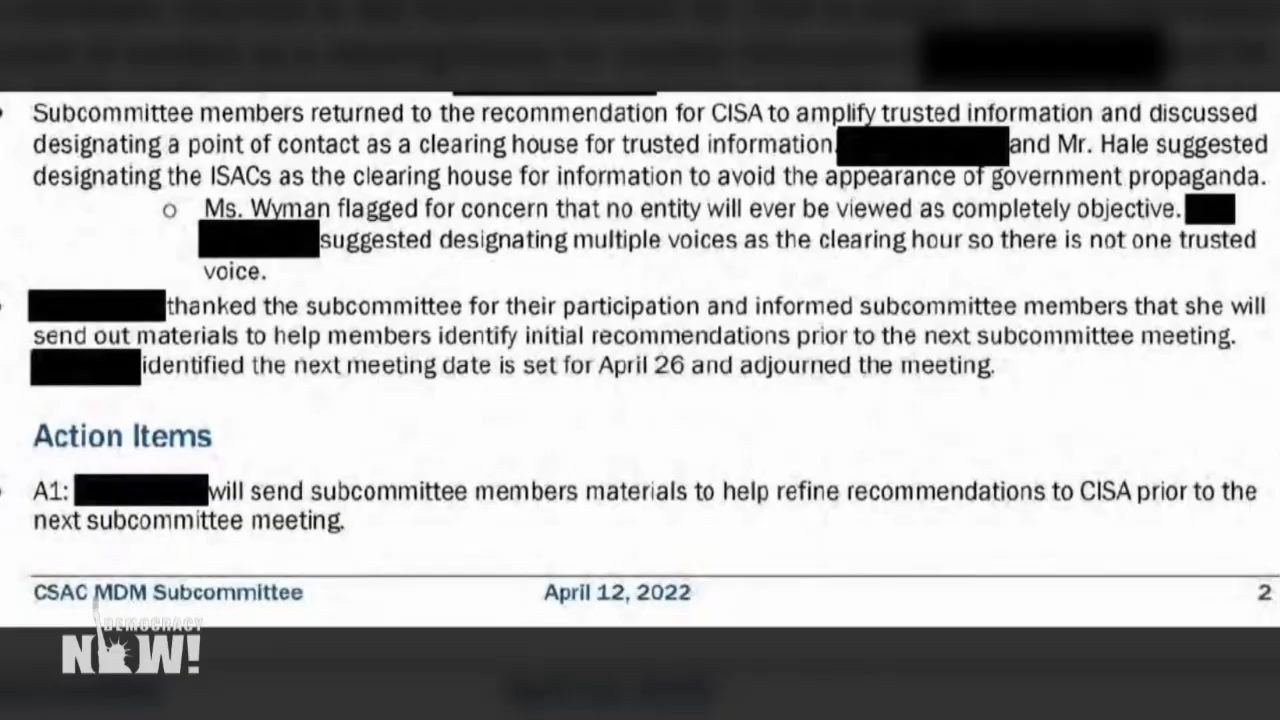 Subcommittee members returned to the recommendation for CISA to amplify trusted information and discussed
designating a point of contact as a clearing house for trusted information. and Mr. Hale suggested
designating the ISACs as the clearing house for information to avoid the appearance of government propaganda.
o Ms. Wyman flagged for concern that no entity will ever be viewed as completely objective.
suggested designating multiple voices as the clearing hour so there is not one trusted
voice.
thanked the subcommittee for their participation and informed subcommittee members that she will
send out materials to help members identify initial recommendations prior to the next subcommittee meeting.
identified the next meeting date is set for April 26 and adjourned the meeting.
Action Items
A1: will send subcommittee members materials to help refine recommendations to CISA prior to the
next subcommittee meeting.
CSAC MDM Subcommittee April 12, 2022 2
DEMOCRACY
NOW!